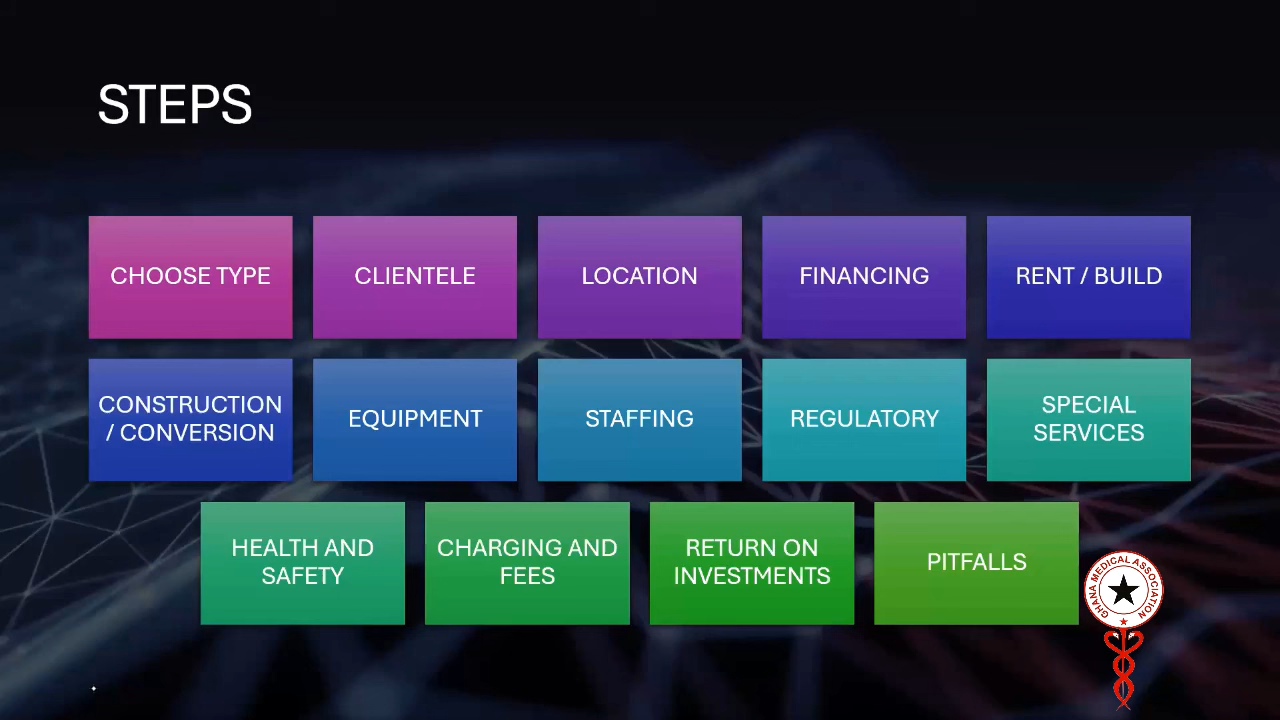 STEPS
CHOOSE TYPE
CLIENTELE
LOCATION
FINANCING
RENT / BUILD
CONSTRUCTION
/ CONVERSION
EQUIPMENT
STAFFING
REGULATORY
SPECIAL
SERVICES
HEALTH AND
SAFETY
CHARGING AND
FEES
RETURN ON
INVESTMENTS
PITFALLS
GHANA MEDICAL ASSOCIATION